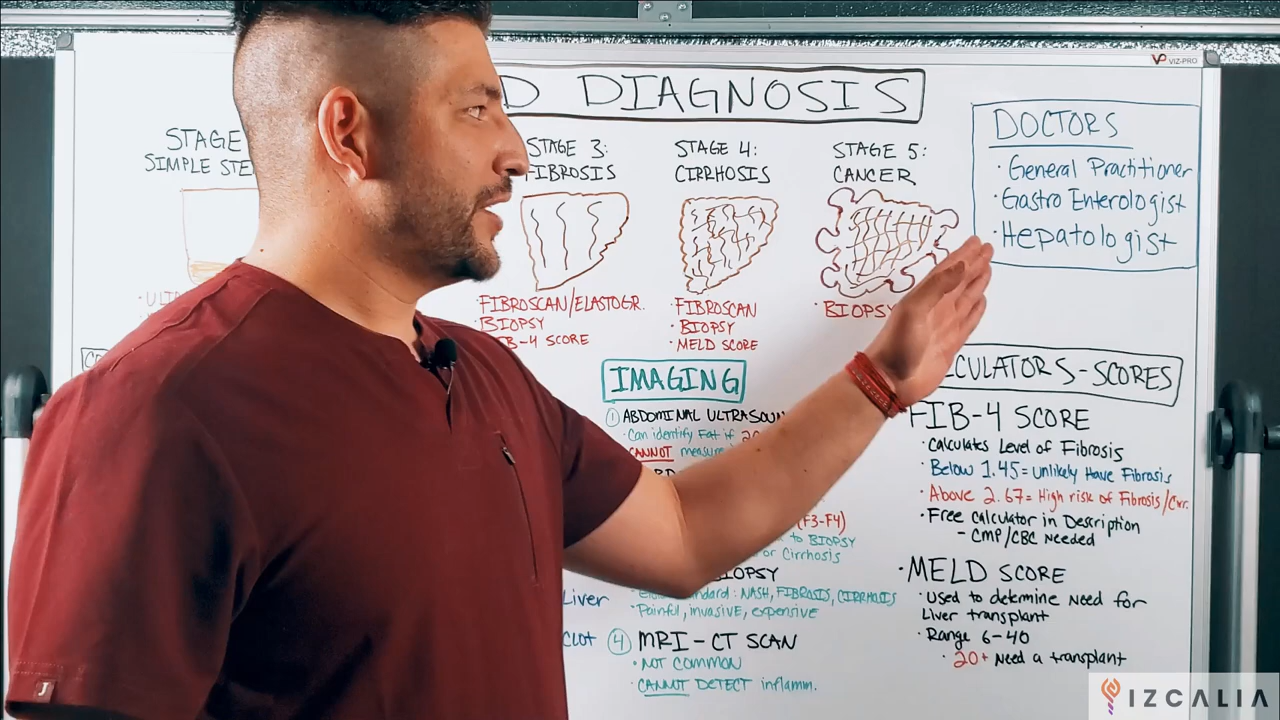 VIZ-PRO
D DIAGNOSIS
STAGE
SIMPLE STE
STAGE 3:
FIBROSIS
· FIBROSCAN/ELASTOGR.
· BIOPSY
B-4 SCORE
STAGE 4:
CIRRHOSIS
· FIBROSCAN
· BIOPSY
· MELD SCORE
STAGE 5:
CANCER
· BIOPSY
DOCTORS
· General Practitioner
· Gastro Enterologist
· Hepatologist
IMAGING
① ABDOMINAL ULTRASOUN
· Can identify Fat if 20
CANNOT measure
(F3-F4)
to BIOPSY
or Cirrhosis
BIOPSY
Standard: NASH, FIBROSIS, CIRRHOSIS
· Painful, invasive, expensive
④ MRI-CT SCAN
· NOT COMMON
· CANNOT DETECT inflamm.
Liver
CLOT
CULATORS-SCORES
FIB-4 SCORE
· Calculates Level of Fibrosis
· Below 1.45 = Unlikely Have Fibrosis
· Above 2.67 = High risk of Fibrosis/Cirr.
· Free calculator in Description
- CMP/CBC Needed
· MELD SCORE
· Used to determine Need for
Liver transplant
· Range 6-40
· 20+ Need a transplant
J
IZCALIA